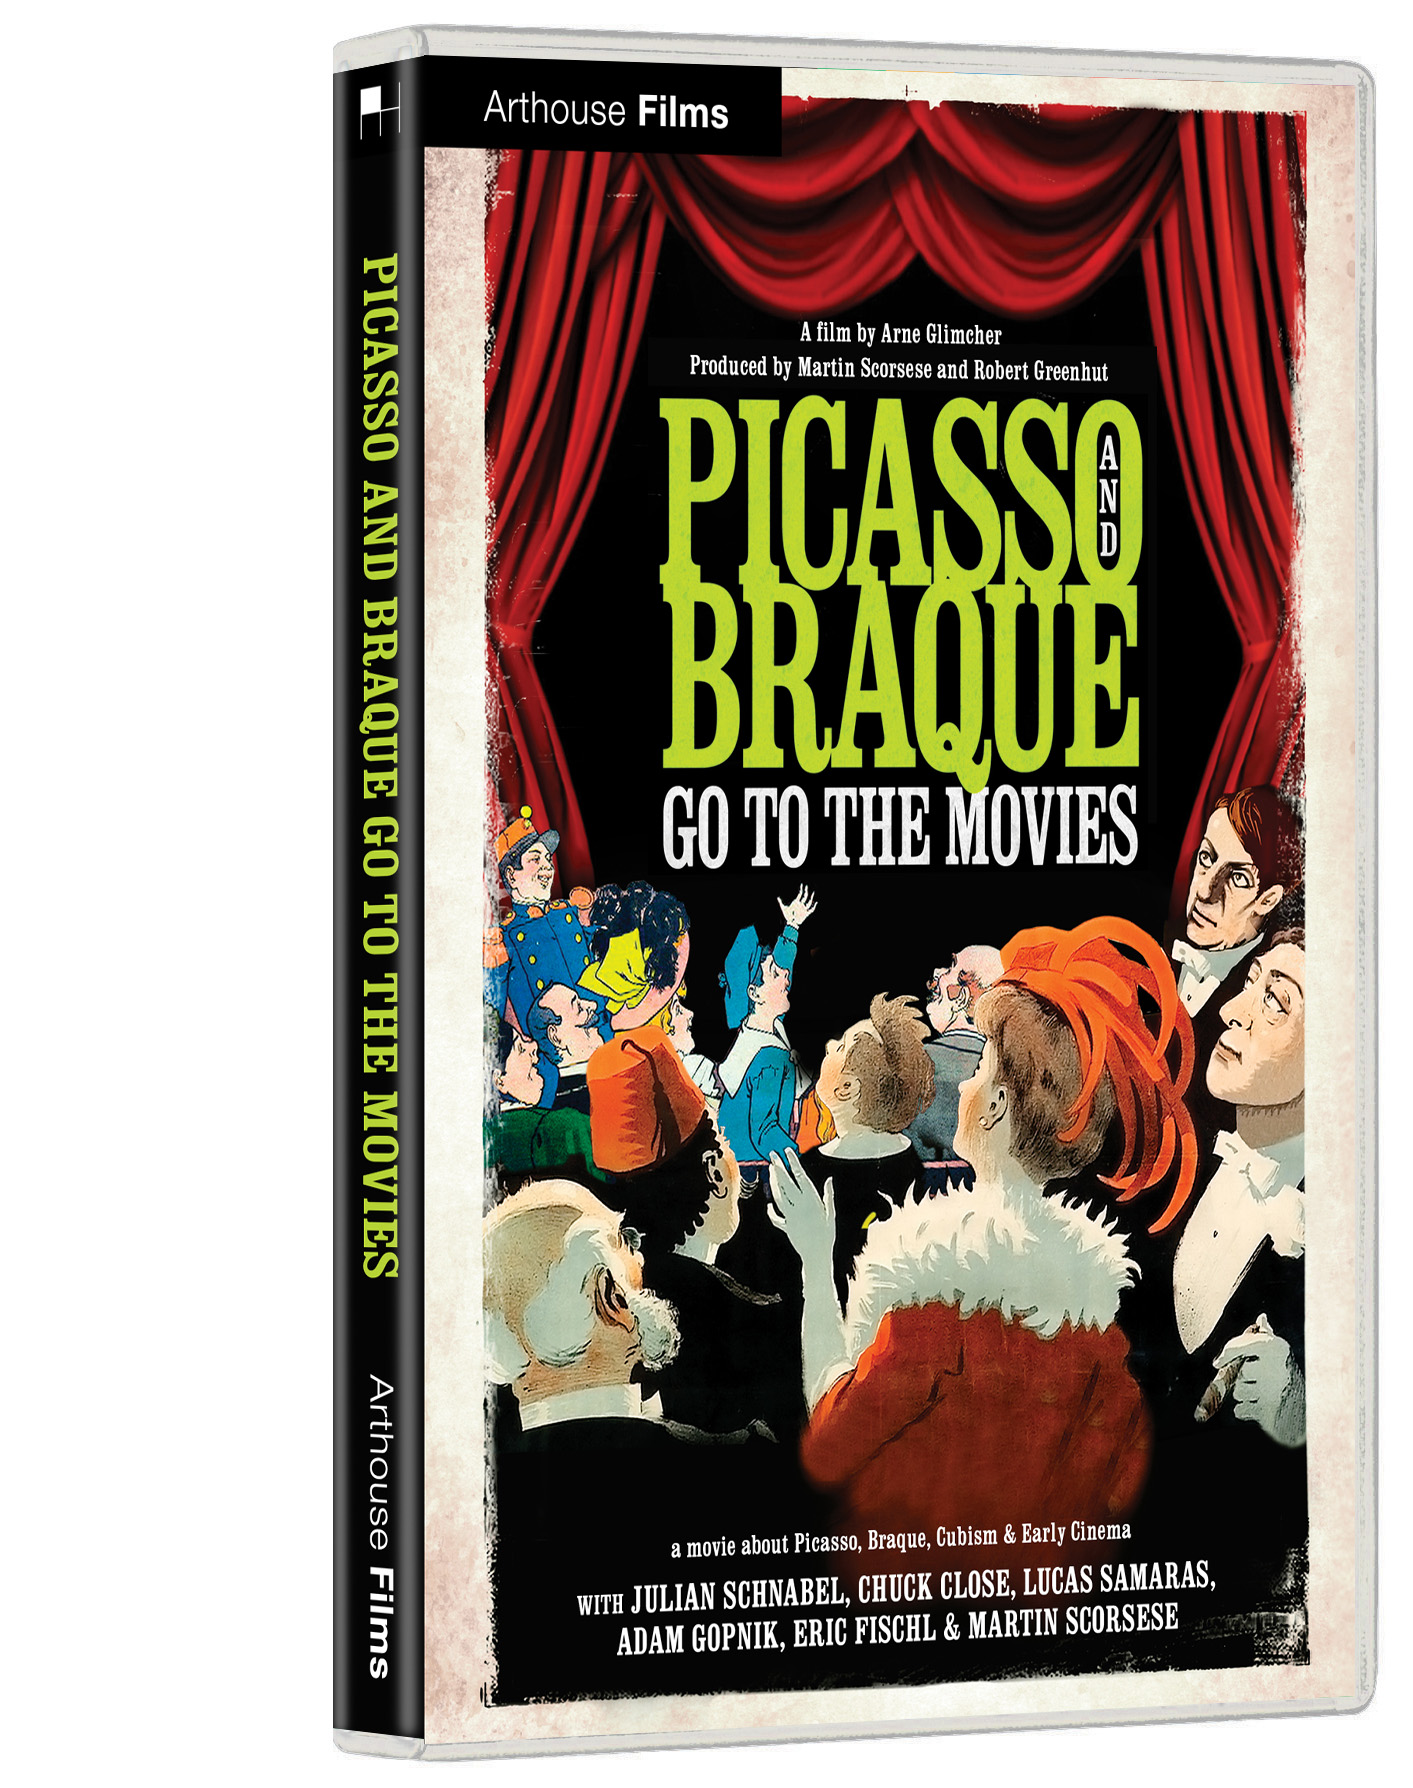 Arthouse Films
A film by Arne Glimcher
Produced by Martin Scorsese and Robert Greenhut
PICASSO
AND
BRAQUE
GO TO THE MOVIES
a movie about Picasso, Braque, Cubism & Early Cinema
WITH JULIAN SCHNABEL, CHUCK CLOSE, LUCAS SAMARAS,
ADAM GOPNIK, ERIC FISCHL & MARTIN SCORSESE
PICASSO AND BRAQUE GO TO THE MOVIES
Arthouse Films